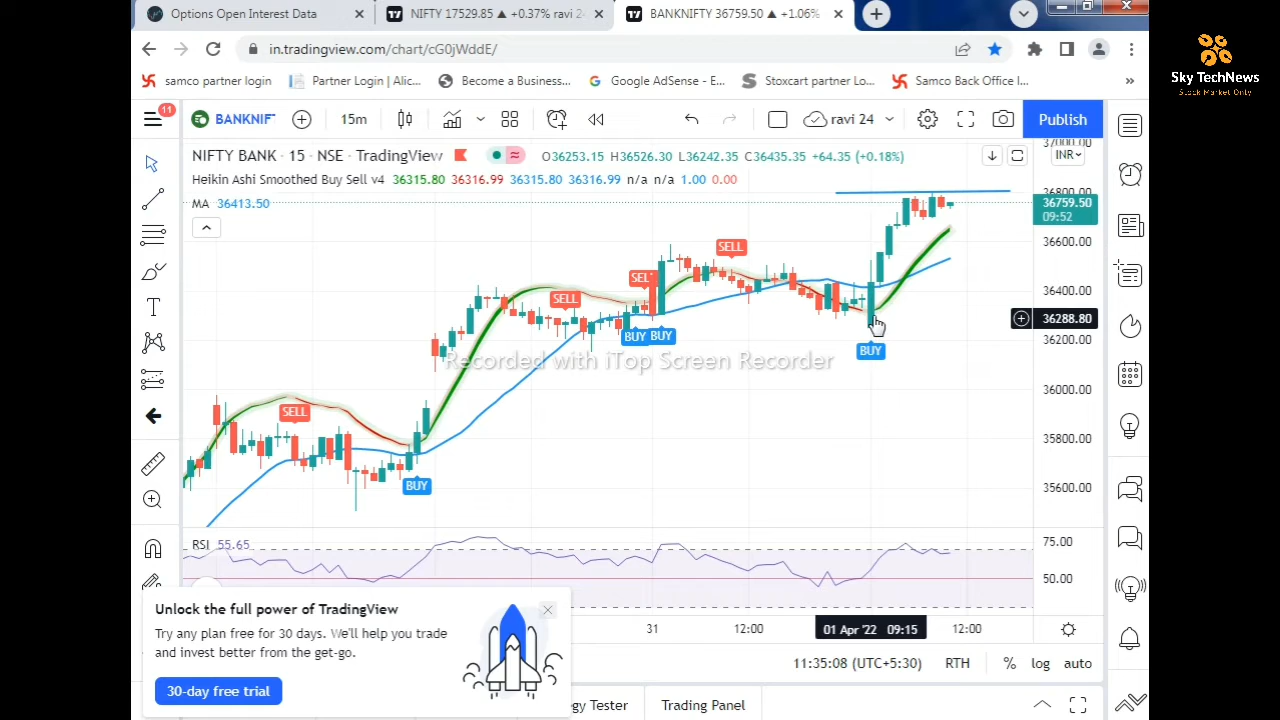 Options Open Interest Data
NIFTY 17529.85 ▲ +0.37% ravi 2
BANKNIFTY 36759.50 ▲ +1.06%
in.tradingview.com/chart/cG0jWddE/
samco partner login
Partner Login | Alic...
Become a Business...
Google AdSense - E...
Stoxcart partner Lo...
Samco Back Office I...
»
Sky TechNews
Stock Market Only
11
BANKNIF
15m
ravi 24
Publish
NIFTY BANK · 15 · NSE · TradingView
O36253.15 H36526.30 L36242.35 C36435.35 +64.35 (+0.18%)
INR
Heikin Ashi Smoothed Buy Sell v4 36315.80 36316.99 36315.80 36316.99 n/a n/a 1.00 0.00
MA 36413.50
37000.00
36800.00
36759.50
09:52
36600.00
36400.00
36288.80
36200.00
36000.00
35800.00
35600.00
SELL
SELL
SELL
SELL
BUY
BUY
BUY
BUY
Recorded with iTop Screen Recorder
RSI 55.65
75.00
50.00
31
12:00
01 Apr '22 09:15
12:00
Unlock the full power of TradingView
Try any plan free for 30 days. We'll help you trade
and invest better from the get-go.
30-day free trial
11:35:08 (UTC+5:30)
RTH
%
log
auto
gy Tester
Trading Panel